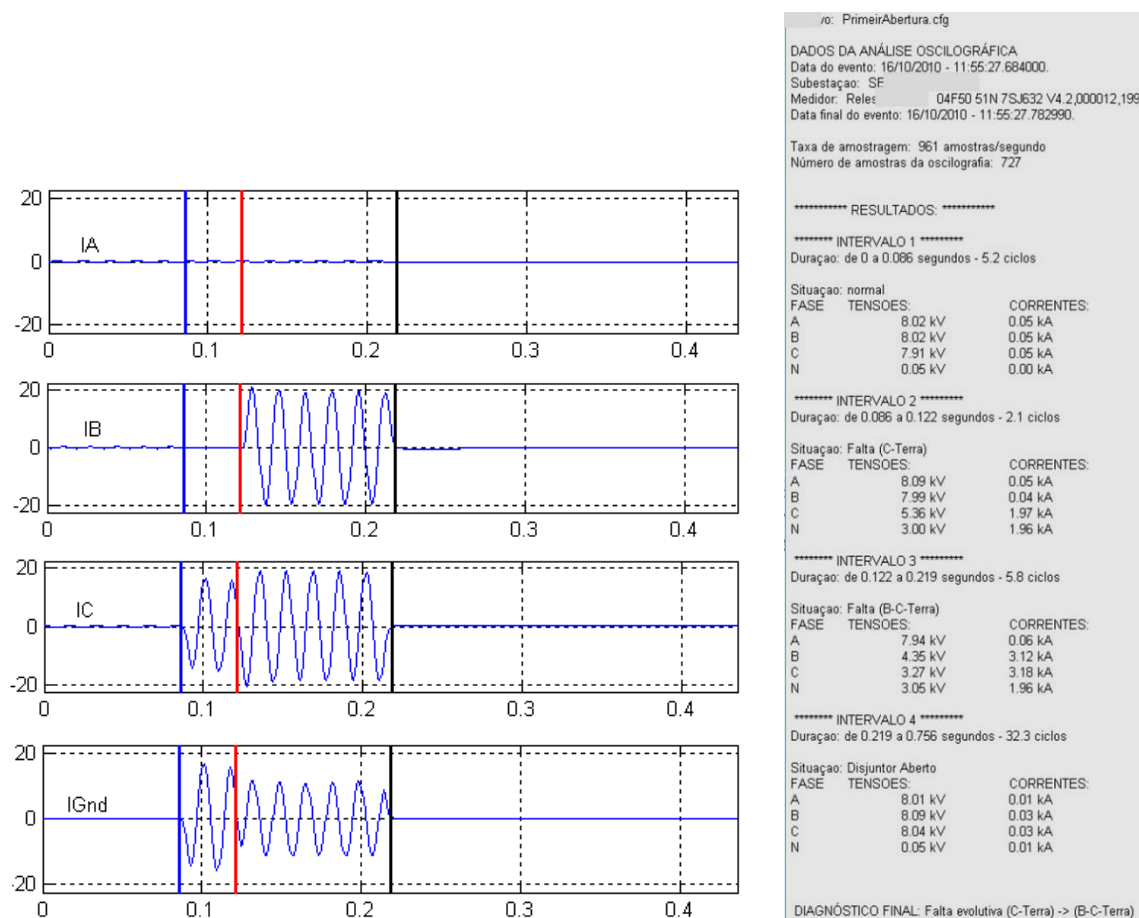 20
0
-20
IA
0
0.1
0.2
0.3
0.4
20
0
-20
IB
0
0.1
0.2
0.3
0.4
20
0
-20
IC
0
0.1
0.2
0.3
0.4
20
0
-20
IGnd
0
0.1
0.2
0.3
0.4
vo: PrimeirAbertura.cfg
DADOS DA ANÁLISE OSCILOGRÁFICA
Data do evento: 16/10/2010 - 11:55:27.684000.
Subestaçao: SE
Medidor: Reles 04F50 51N 7SJ632 V4.2,000012,199
Data final do evento: 16/10/2010 - 11:55:27.782990.
Taxa de amostragem: 961 amostras/segundo
Número de amostras da oscilografia: 727
*********** RESULTADOS: ***********
******** INTERVALO 1 *********
Duraçao: de 0 a 0.086 segundos - 5.2 ciclos
Situaçao: normal
FASE TENSOES: CORRENTES:
A 8.02 kV 0.05 kA
B 8.02 kV 0.05 kA
C 7.91 kV 0.05 kA
N 0.05 kV 0.00 kA
******** INTERVALO 2 *********
Duraçao: de 0.086 a 0.122 segundos - 2.1 ciclos
Situaçao: Falta (C-Terra)
FASE TENSOES: CORRENTES:
A 8.09 kV 0.05 kA
B 7.99 kV 0.04 kA
C 5.36 kV 1.97 kA
N 3.00 kV 1.96 kA
******** INTERVALO 3 *********
Duraçao: de 0.122 a 0.219 segundos - 5.8 ciclos
Situaçao: Falta (B-C-Terra)
FASE TENSOES: CORRENTES:
A 7.94 kV 0.06 kA
B 4.35 kV 3.12 kA
C 3.27 kV 3.18 kA
N 3.05 kV 1.96 kA
******** INTERVALO 4 *********
Duraçao: de 0.219 a 0.756 segundos - 32.3 ciclos
Situaçao: Disjuntor Aberto
FASE TENSOES: CORRENTES:
A 8.01 kV 0.01 kA
B 8.09 kV 0.03 kA
C 8.04 kV 0.03 kA
N 0.05 kV 0.01 kA
DIAGNÓSTICO FINAL: Falta evolutiva (C-Terra) -> (B-C-Terra)